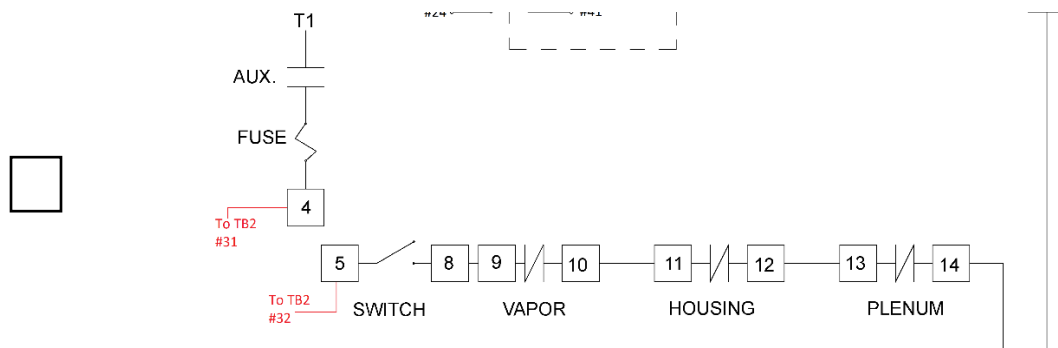 T1
#24
#41
AUX.
FUSE
4
To TB2
#31
5
8
9
10
11
12
13
14
To TB2
#32
SWITCH
VAPOR
HOUSING
PLENUM